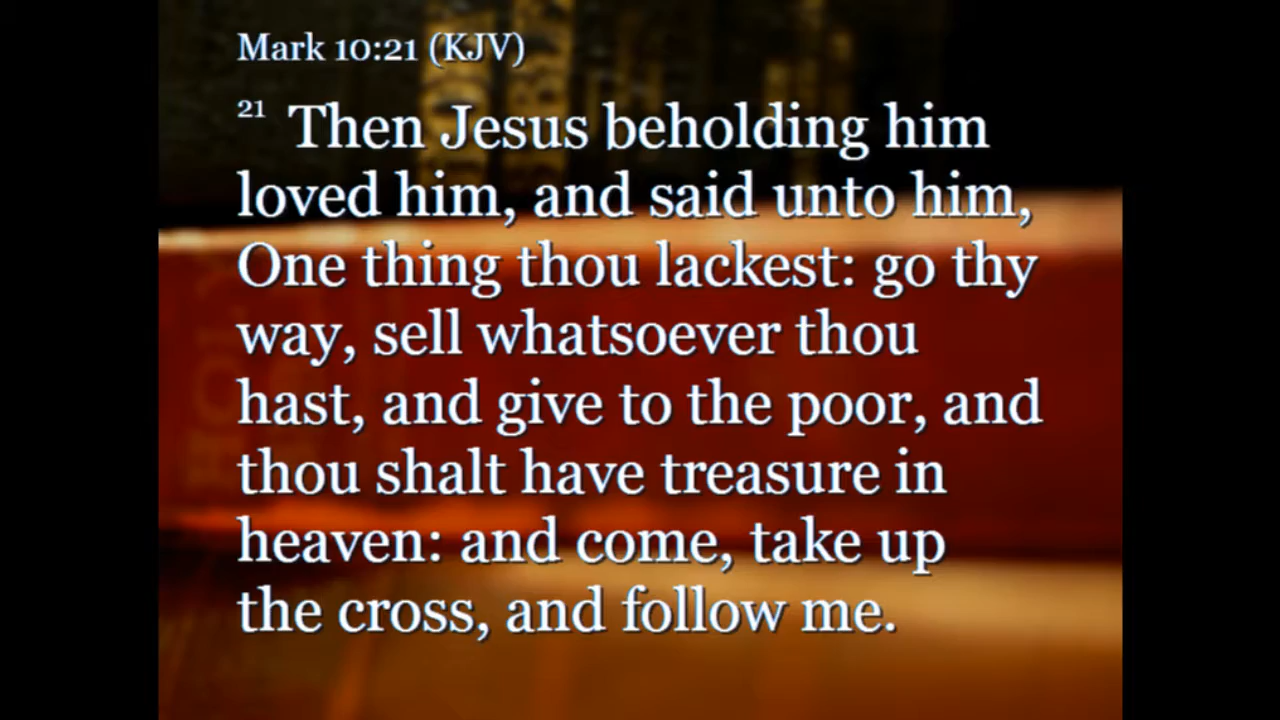 Mark 10:21 (KJV)
21 Then Jesus beholding him
loved him, and said unto him,
One thing thou lackest: go thy
way, sell whatsoever thou
hast, and give to the poor, and
thou shalt have treasure in
heaven: and come, take up
the cross, and follow me.